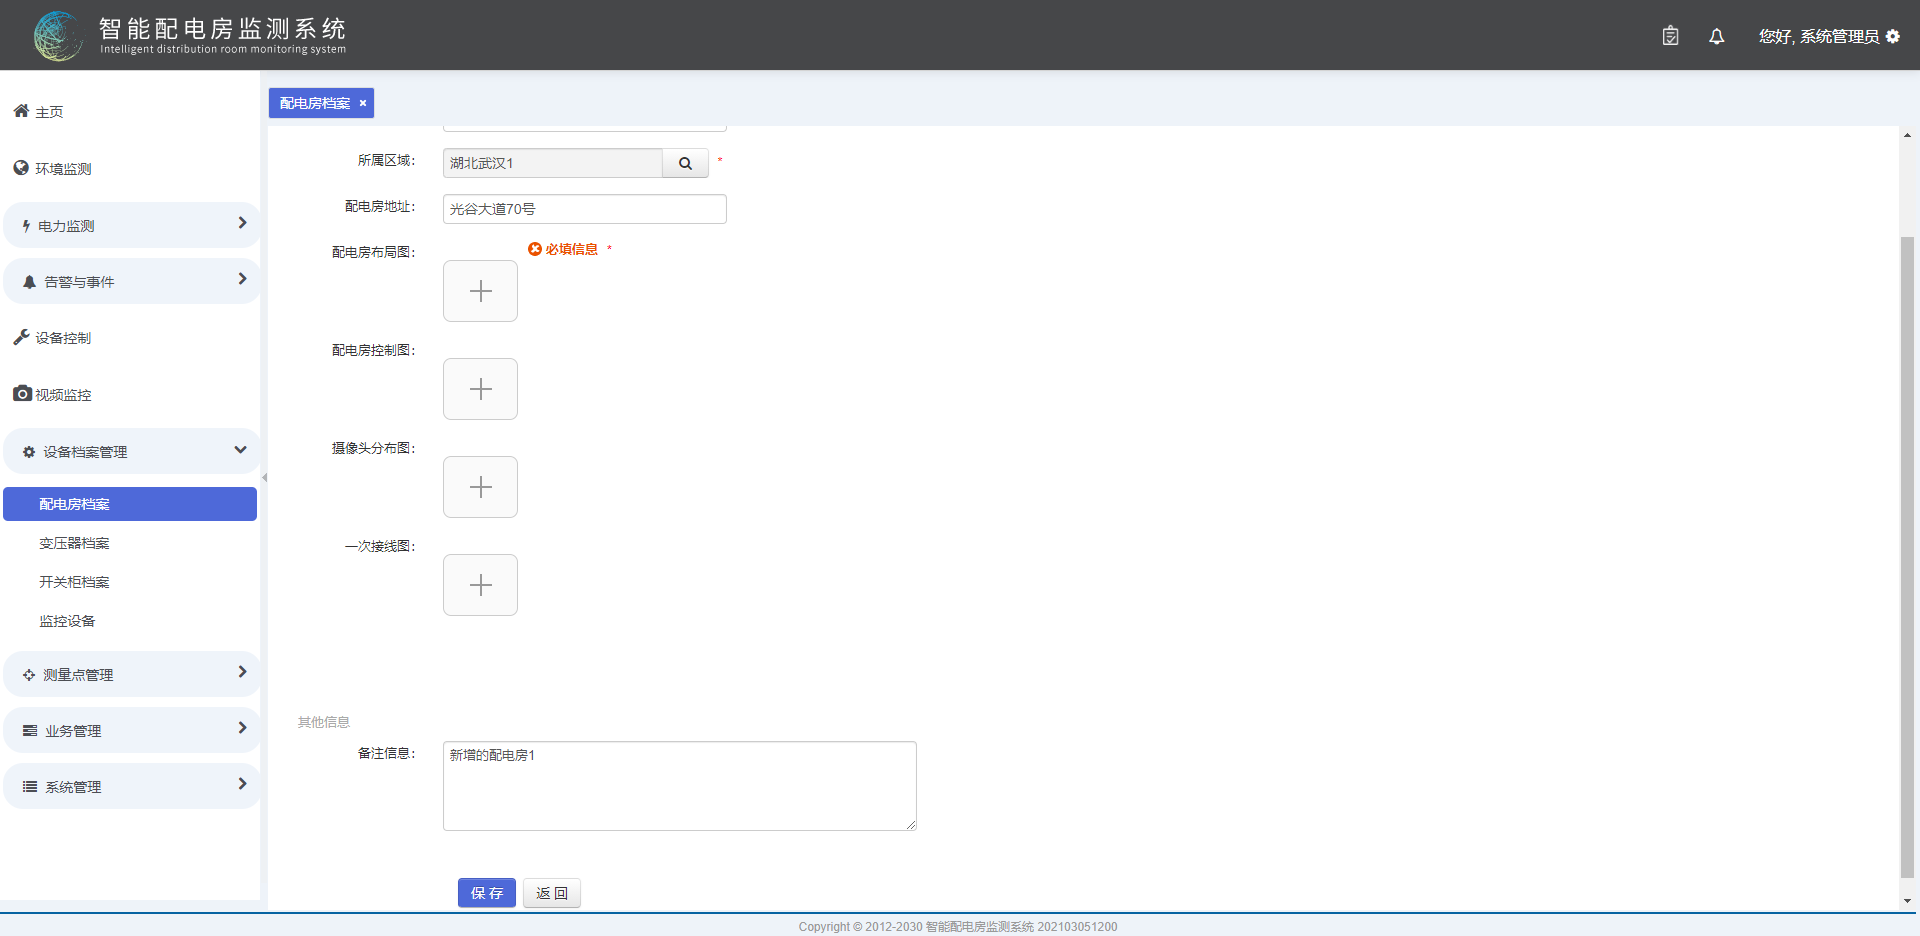 智能配电房监测系统
Intelligent distribution room monitoring system
您好, 系统管理员
主页
环境监测
电力监测
告警与事件
设备控制
视频监控
设备档案管理
配电房档案
变压器档案
开关柜档案
监控设备
测量点管理
业务管理
系统管理
配电房档案 ×
所属区域: 湖北武汉1 *
配电房地址: 光谷大道70号
配电房布局图: 必填信息 *
配电房控制图:
摄像头分布图:
一次接线图:
其他信息
备注信息: 新增的配电房1
保存 返回
Copyright © 2012-2030 智能配电房监测系统 202103051200